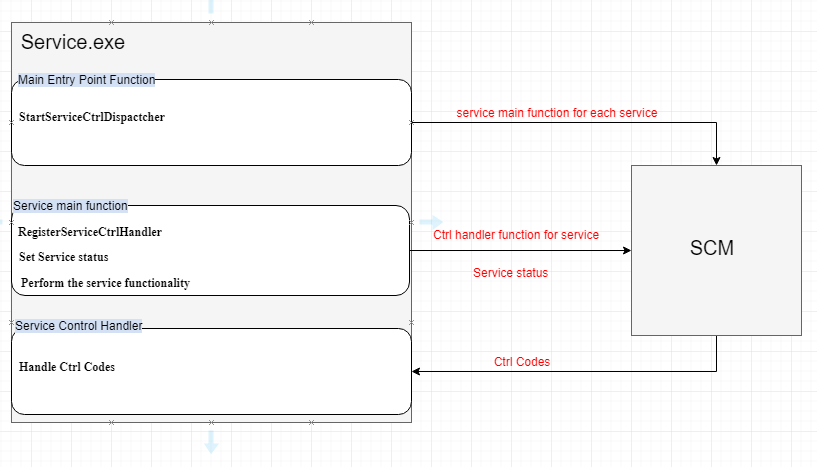 Service.exe
Main Entry Point Function
StartServiceCtrlDispactcher
service main function for each service
Service main function
RegisterServiceCtrlHandler
Set Service status
Perform the service functionality
Ctrl handler function for service
Service status
SCM
Service Control Handler
Handle Ctrl Codes
Ctrl Codes